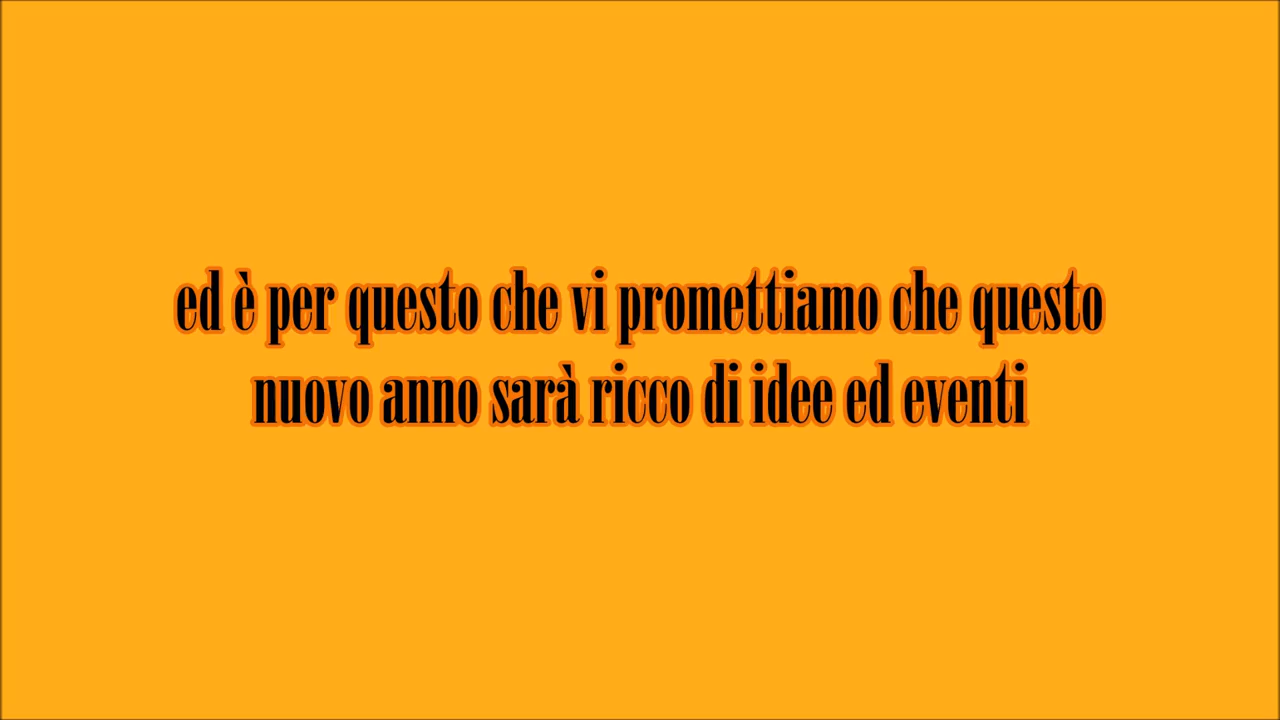 ed è per questo che vi promettiamo che questo
nuovo anno sarà ricco di idee ed eventi